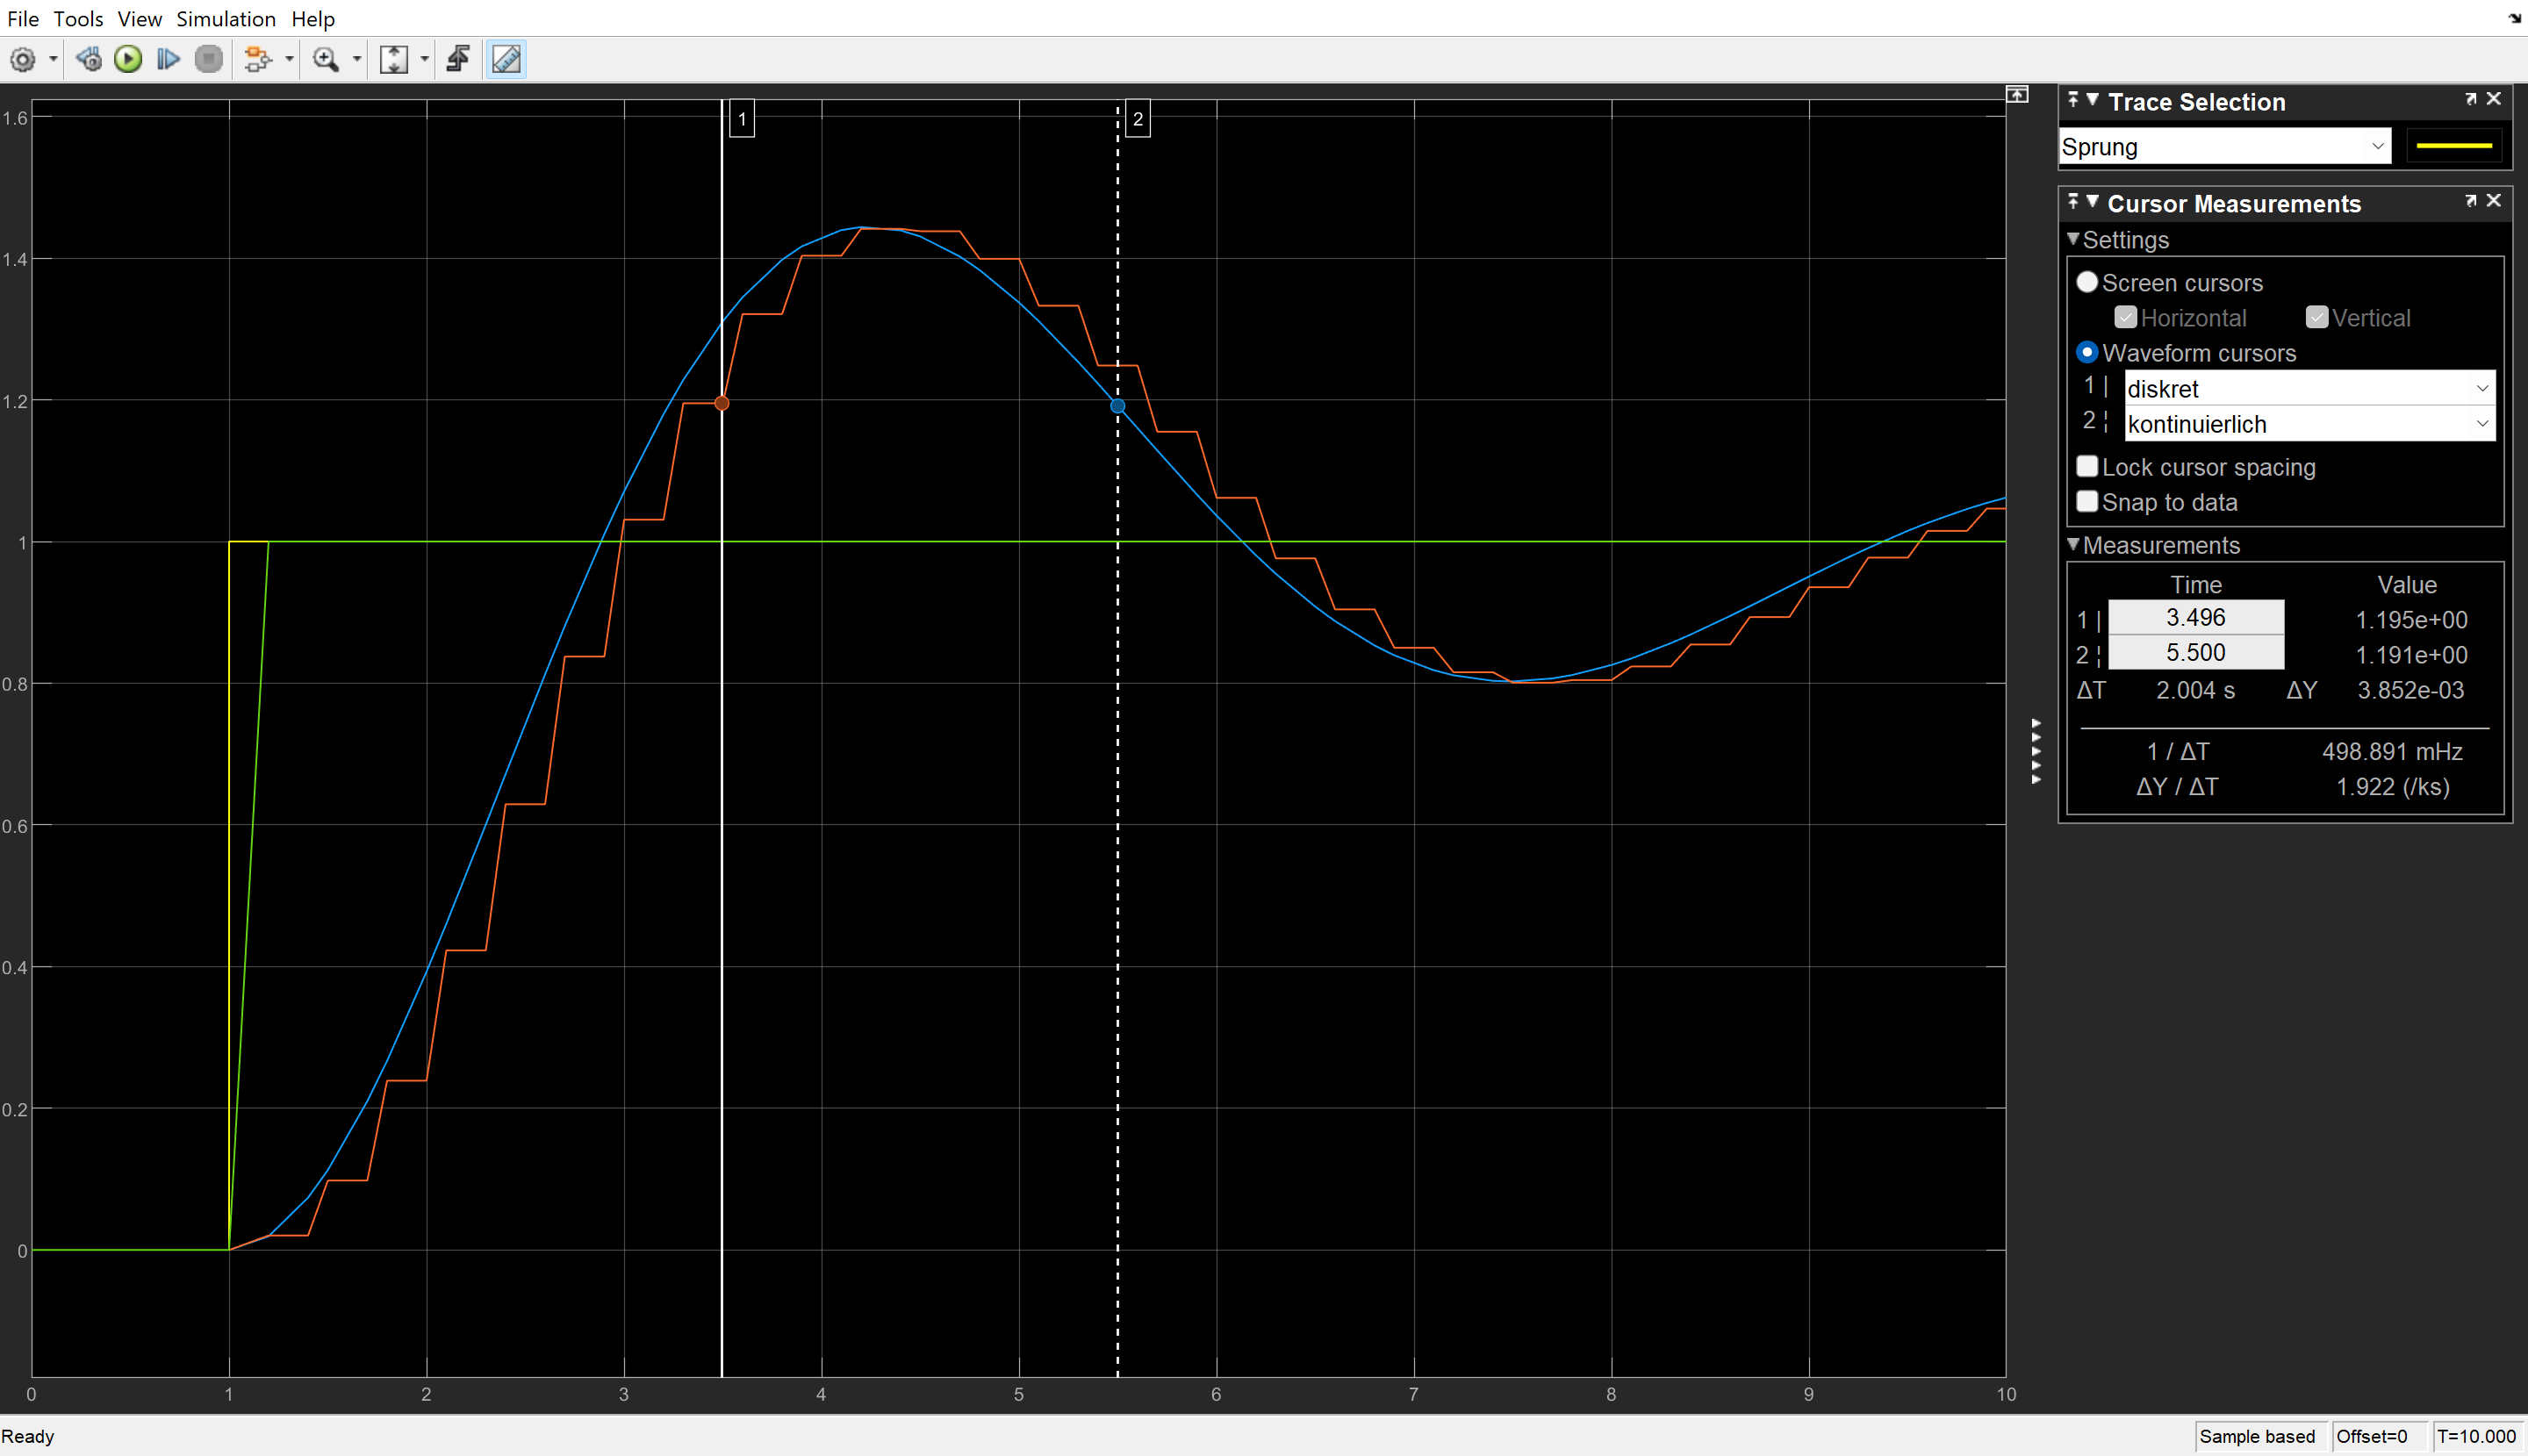 File Tools View Simulation Help
1.6
1.4
1.2
1
0.8
0.6
0.4
0.2
0
0 1 2 3 4 5 6 7 8 9 10
1
2
Trace Selection
Sprung
Cursor Measurements
Settings
Screen cursors
Horizontal Vertical
Waveform cursors
1 | diskret
2 ¦ kontinuierlich
Lock cursor spacing
Snap to data
Measurements
Time Value
1 | 3.496 1.195e+00
2 ¦ 5.500 1.191e+00
ΔT 2.004 s ΔY 3.852e-03
1 / ΔT 498.891 mHz
ΔY / ΔT 1.922 (/ks)
Ready
Sample based Offset=0 T=10.000